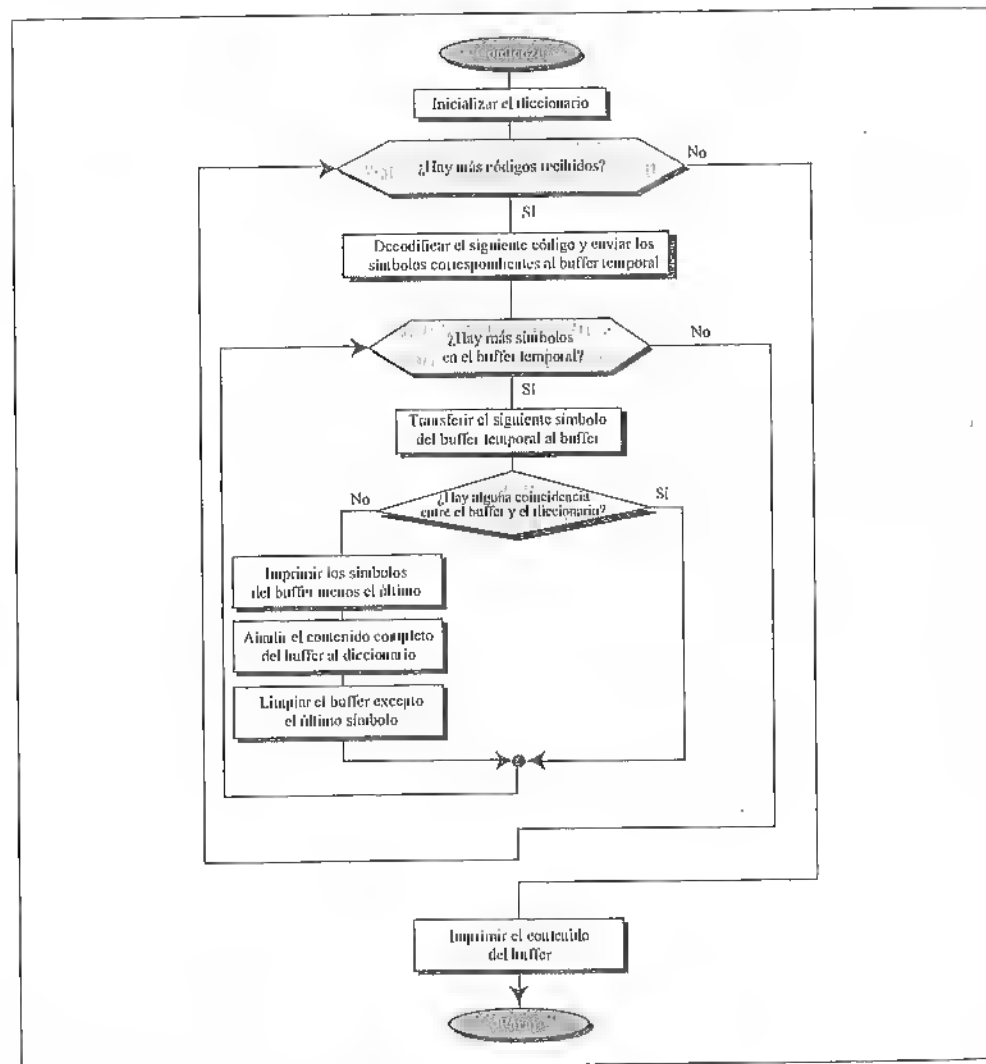 Comienzo
Inicializar el diccionario
¿Hay más códigos recibidos?
No
Sí
Decodificar el siguiente código y enviar los
símbolos correspondientes al buffer temporal
¿Hay más símbolos
en el buffer temporal?
No
Sí
Transferir el siguiente símbolo
del buffer temporal al buffer
¿Hay alguna coincidencia
entre el buffer y el diccionario?
No
Sí
Imprimir los símbolos
del buffer menos el último
Añadir el contenido completo
del buffer al diccionario
Limpiar el buffer excepto
el último símbolo
Imprimir el contenido
del buffer